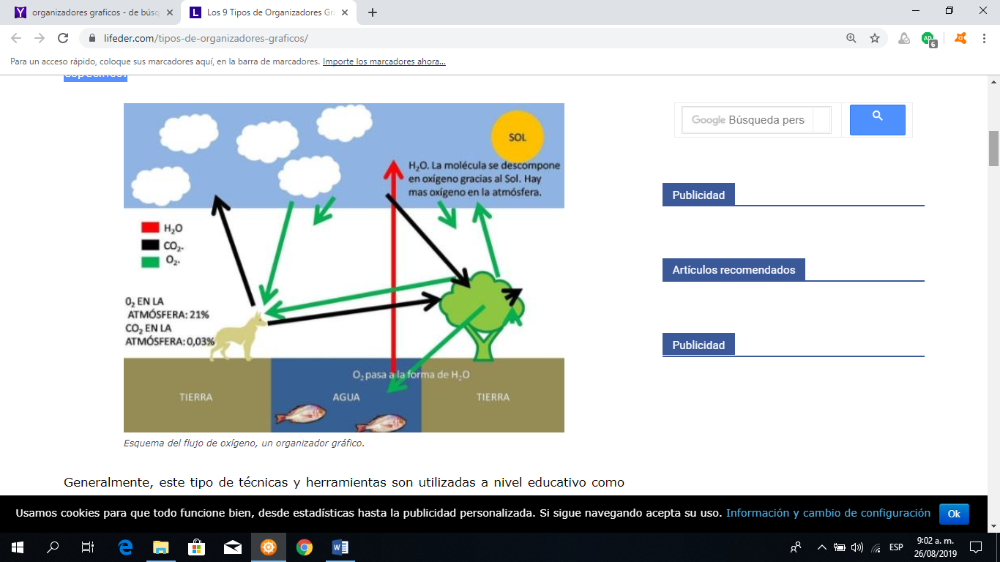 organizadores graficos - de búsq
Los 9 Tipos de Organizadores Gra
lifeder.com/tipos-de-organizadores-graficos/
6
Para un acceso rápido, coloque sus marcadores aquí, en la barra de marcadores. Importe los marcadores ahora...
específico.
SOL
H₂O. La molécula se descompone
en oxígeno gracias al Sol. Hay
mas oxígeno en la atmósfera.
H₂O
CO₂.
O₂.
0₂ EN LA
ATMÓSFERA: 21%
CO₂ EN LA
ATMÓSFERA: 0,03%
O₂ pasa a la forma de H₂O
TIERRA
AGUA
TIERRA
Esquema del flujo de oxígeno, un organizador gráfico.
Generalmente, este tipo de técnicas y herramientas son utilizadas a nivel educativo como
Google Búsqueda pers
Publicidad
Artículos recomendados
Publicidad
Usamos cookies para que todo funcione bien, desde estadísticas hasta la publicidad personalizada. Si sigue navegando acepta su uso. Información y cambio de configuración
Ok
ESP
9:02 a. m.
26/08/2019